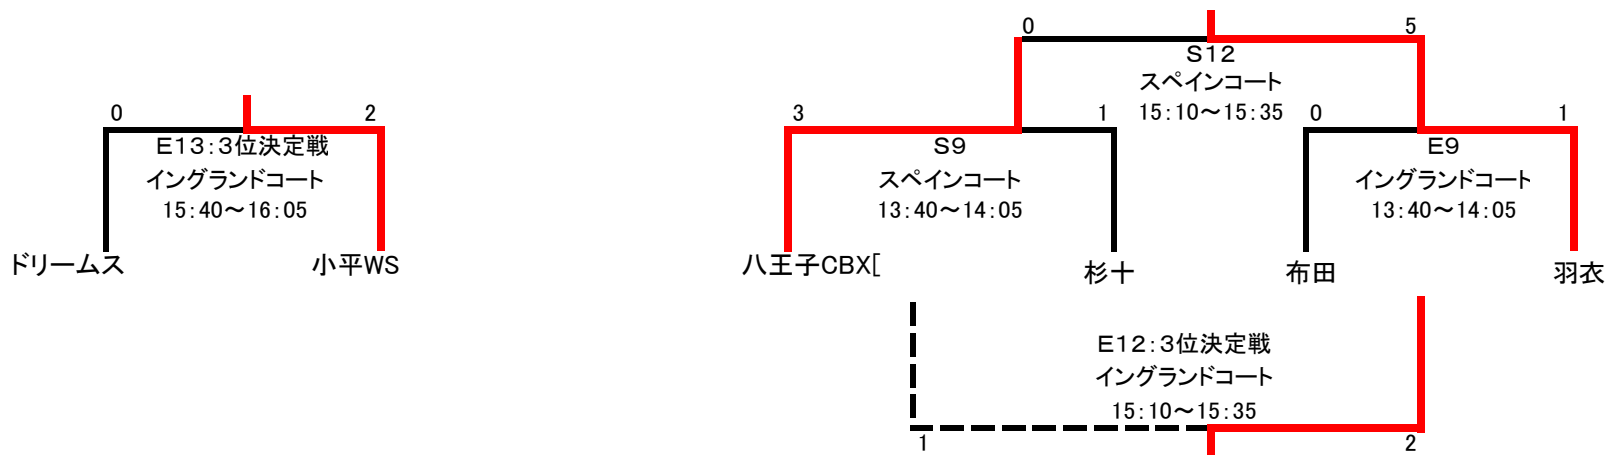 0 2
E13:3位決定戦
イングランドコート
15:40～16:05
ドリームス 小平WS
0 5
S12
スペインコート
15:10～15:35
3 1
S9
スペインコート
13:40～14:05
0 1
E9
イングランドコート
13:40～14:05
八王子CBX[ 杉十 布田 羽衣
E12:3位決定戦
イングランドコート
15:10～15:35
1 2